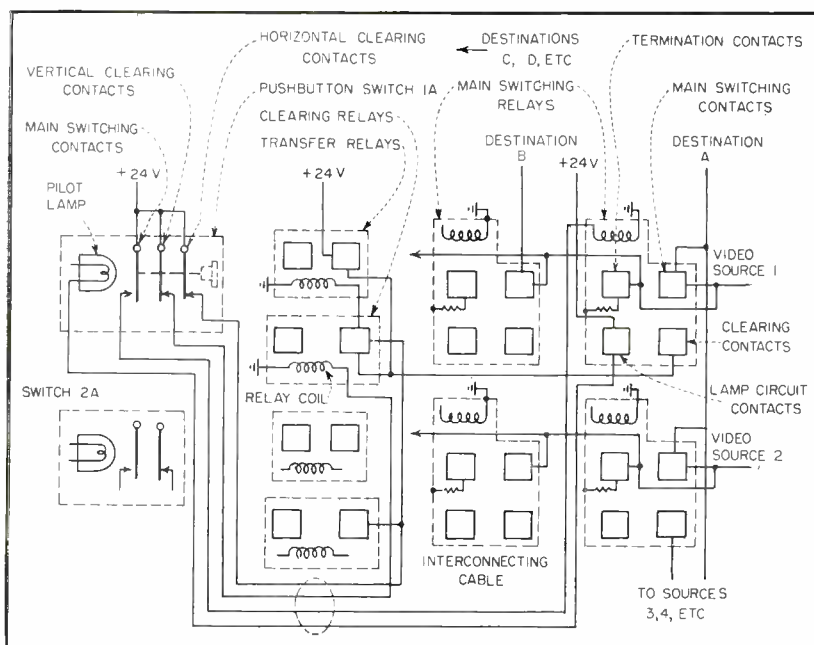 HORIZONTAL CLEARING
CONTACTS
DESTINATIONS
C, D, ETC
TERMINATION CONTACTS
VERTICAL CLEARING
CONTACTS
PUSHBUTTON SWITCH 1A
MAIN SWITCHING
RELAYS
MAIN SWITCHING
CONTACTS
CLEARING RELAYS
TRANSFER RELAYS
MAIN SWITCHING
CONTACTS
DESTINATION
B
DESTINATION
A
+24V
+24V
+24V
PILOT
LAMP
VIDEO
SOURCE 1
CLEARING
CONTACTS
LAMP CIRCUIT
CONTACTS
SWITCH 2A
RELAY COIL
VIDEO
SOURCE 2
INTERCONNECTING
CABLE
TO SOURCES
3,4, ETC